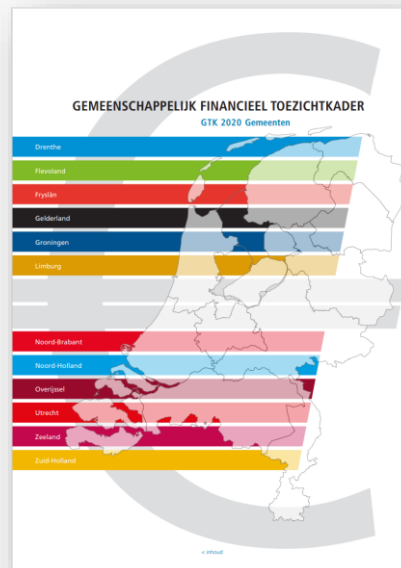 GEMEENSCHAPPELIJK FINANCIEEL TOEZICHTKADER
GTK 2020 Gemeenten
Drenthe
Flevoland
Fryslân
Gelderland
Groningen
Limburg
Noord-Brabant
Noord-Holland
Overijssel
Utrecht
Zeeland
Zuid-Holland
< inhoud